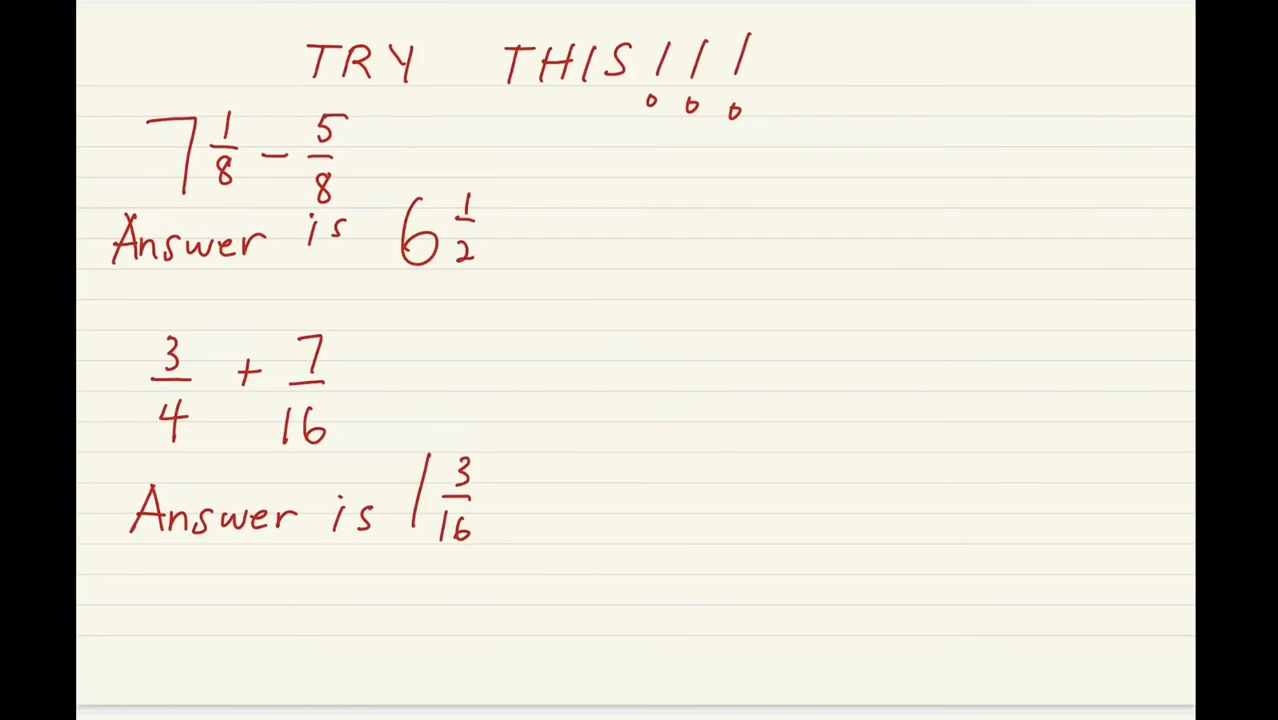 TRY THIS!!!
7 1/8 - 5/8
Answer is 6 1/2
3/4 + 7/16
Answer is 1 3/16